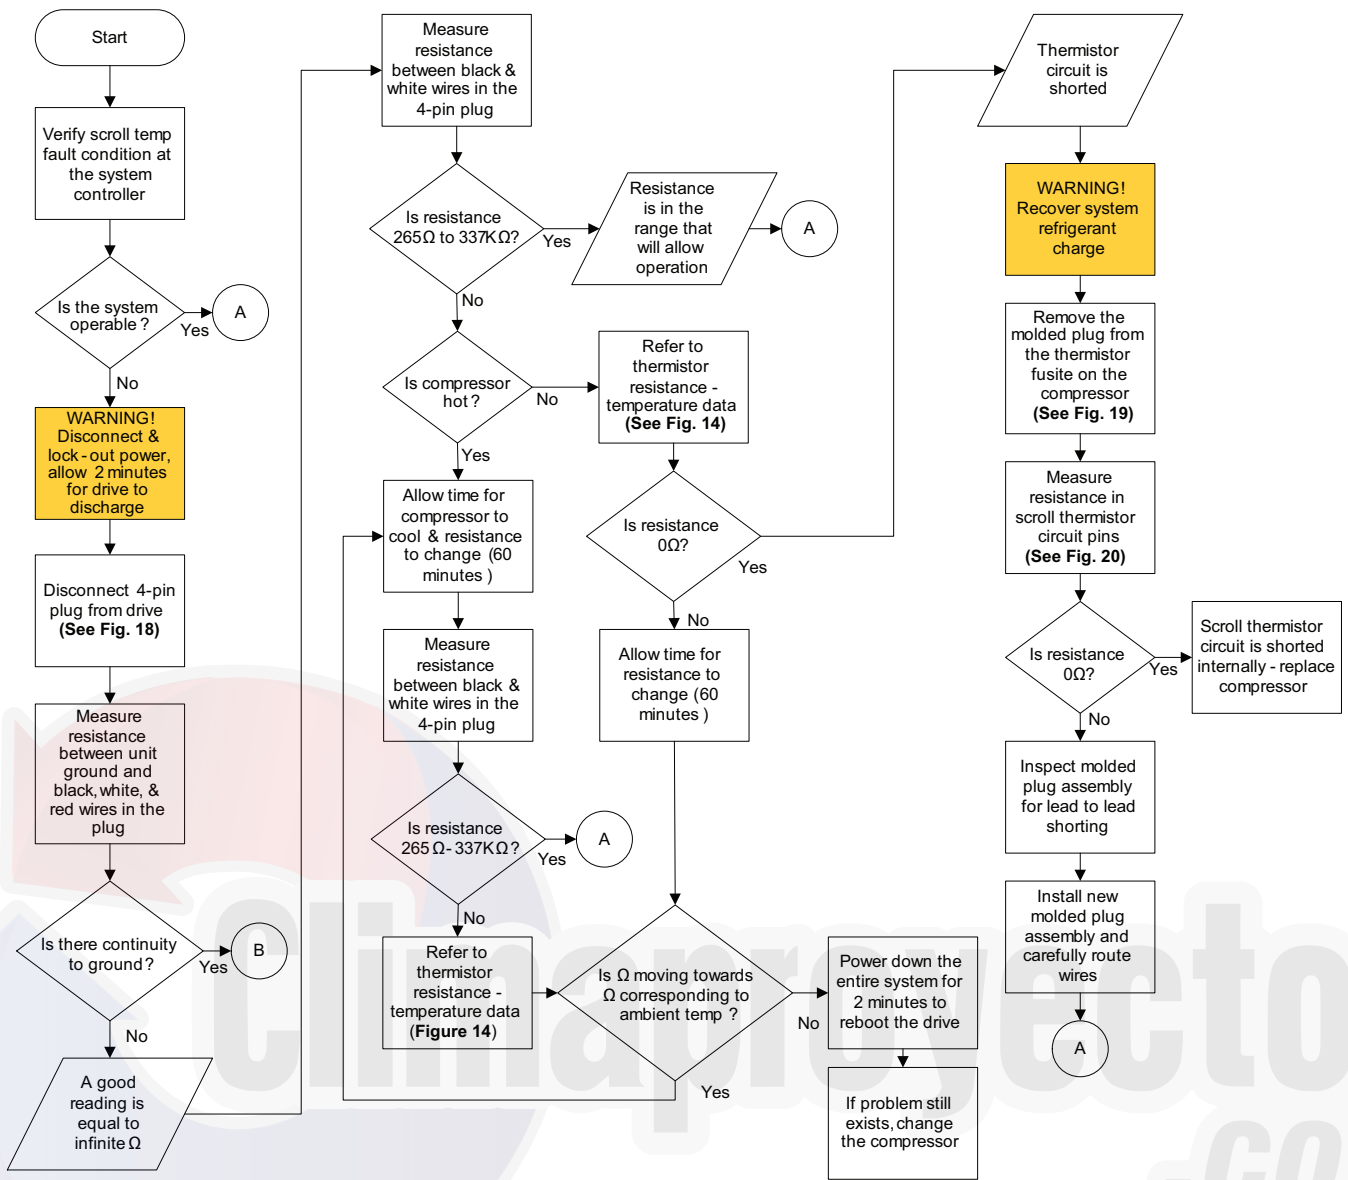 Start
Verify scroll temp
fault condition at
the system
controller
Is the system
operable ?
Yes
A
No
WARNING!
Disconnect &
lock - out power,
allow 2 minutes
for drive to
discharge
Disconnect 4-pin
plug from drive
(See Fig. 18)
Measure
resistance
between unit
ground and
black, white, &
red wires in the
plug
Is there continuity
to ground ?
Yes
B
No
A good
reading is
equal to
infinite Ω
Measure
resistance
between black &
white wires in the
4-pin plug
Is resistance
265 Ω to 337K Ω?
Yes
Resistance
is in the
range that
will allow
operation
A
No
Is compressor
hot ?
No
Yes
Allow time for
compressor to
cool & resistance
to change (60
minutes )
Measure
resistance
between black &
white wires in the
4-pin plug
Is resistance
265 Ω - 337K Ω ?
Yes
A
No
Refer to
thermistor
resistance -
temperature data
(Figure 14)
Refer to
thermistor
resistance -
temperature data
(See Fig. 14)
Is resistance
0Ω?
Yes
No
Allow time for
resistance to
change (60
minutes )
Is Ω moving towards
Ω corresponding to
ambient temp ?
No
Yes
Power down the
entire system for
2 minutes to
reboot the drive
If problem still
exists, change
the compressor
Thermistor
circuit is
shorted
WARNING!
Recover system
refrigerant
charge
Remove the
molded plug from
the thermistor
fusite on the
compressor
(See Fig. 19)
Measure
resistance in
scroll thermistor
circuit pins
(See Fig. 20)
Is resistance
0Ω?
Yes
Scroll thermistor
circuit is shorted
internally - replace
compressor
No
Inspect molded
plug assembly
for lead to lead
shorting
Install new
molded plug
assembly and
carefully route
wires
A
Climaproyecto
.co